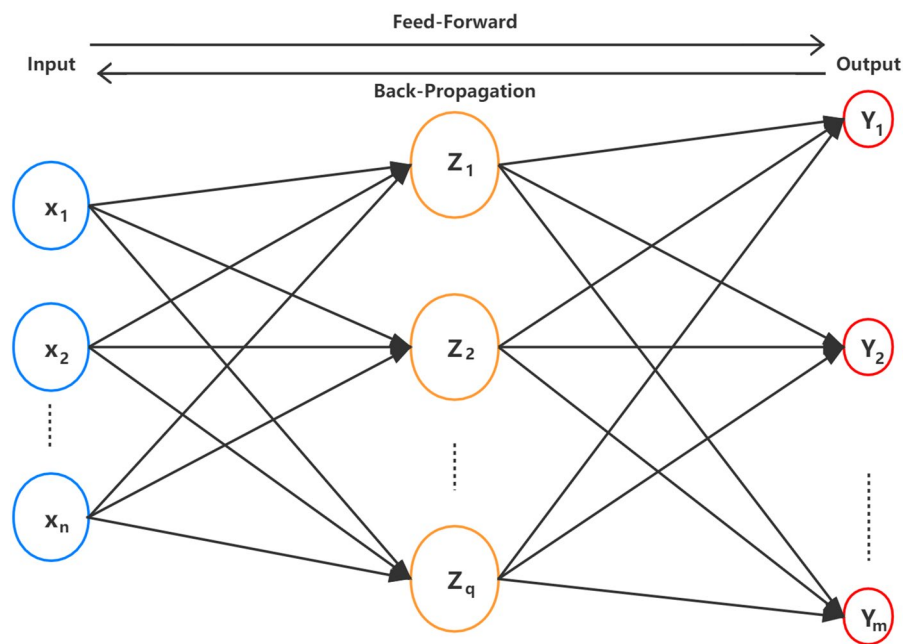 Feed-Forward
Input
Output
Back-Propagation
x1
x2
xn
Z1
Z2
Zq
Y1
Y2
Ym